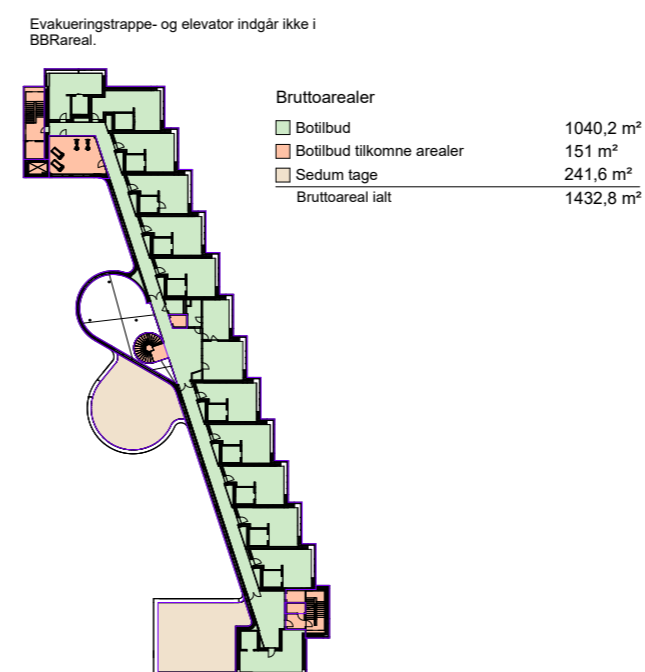 Evakueringstrappe- og elevator indgår ikke i
BBRareal.
Bruttoarealer
Botilbud 1040,2 m²
Botilbud tilkomne arealer 151 m²
Sedum tage 241,6 m²
Bruttoareal ialt 1432,8 m²